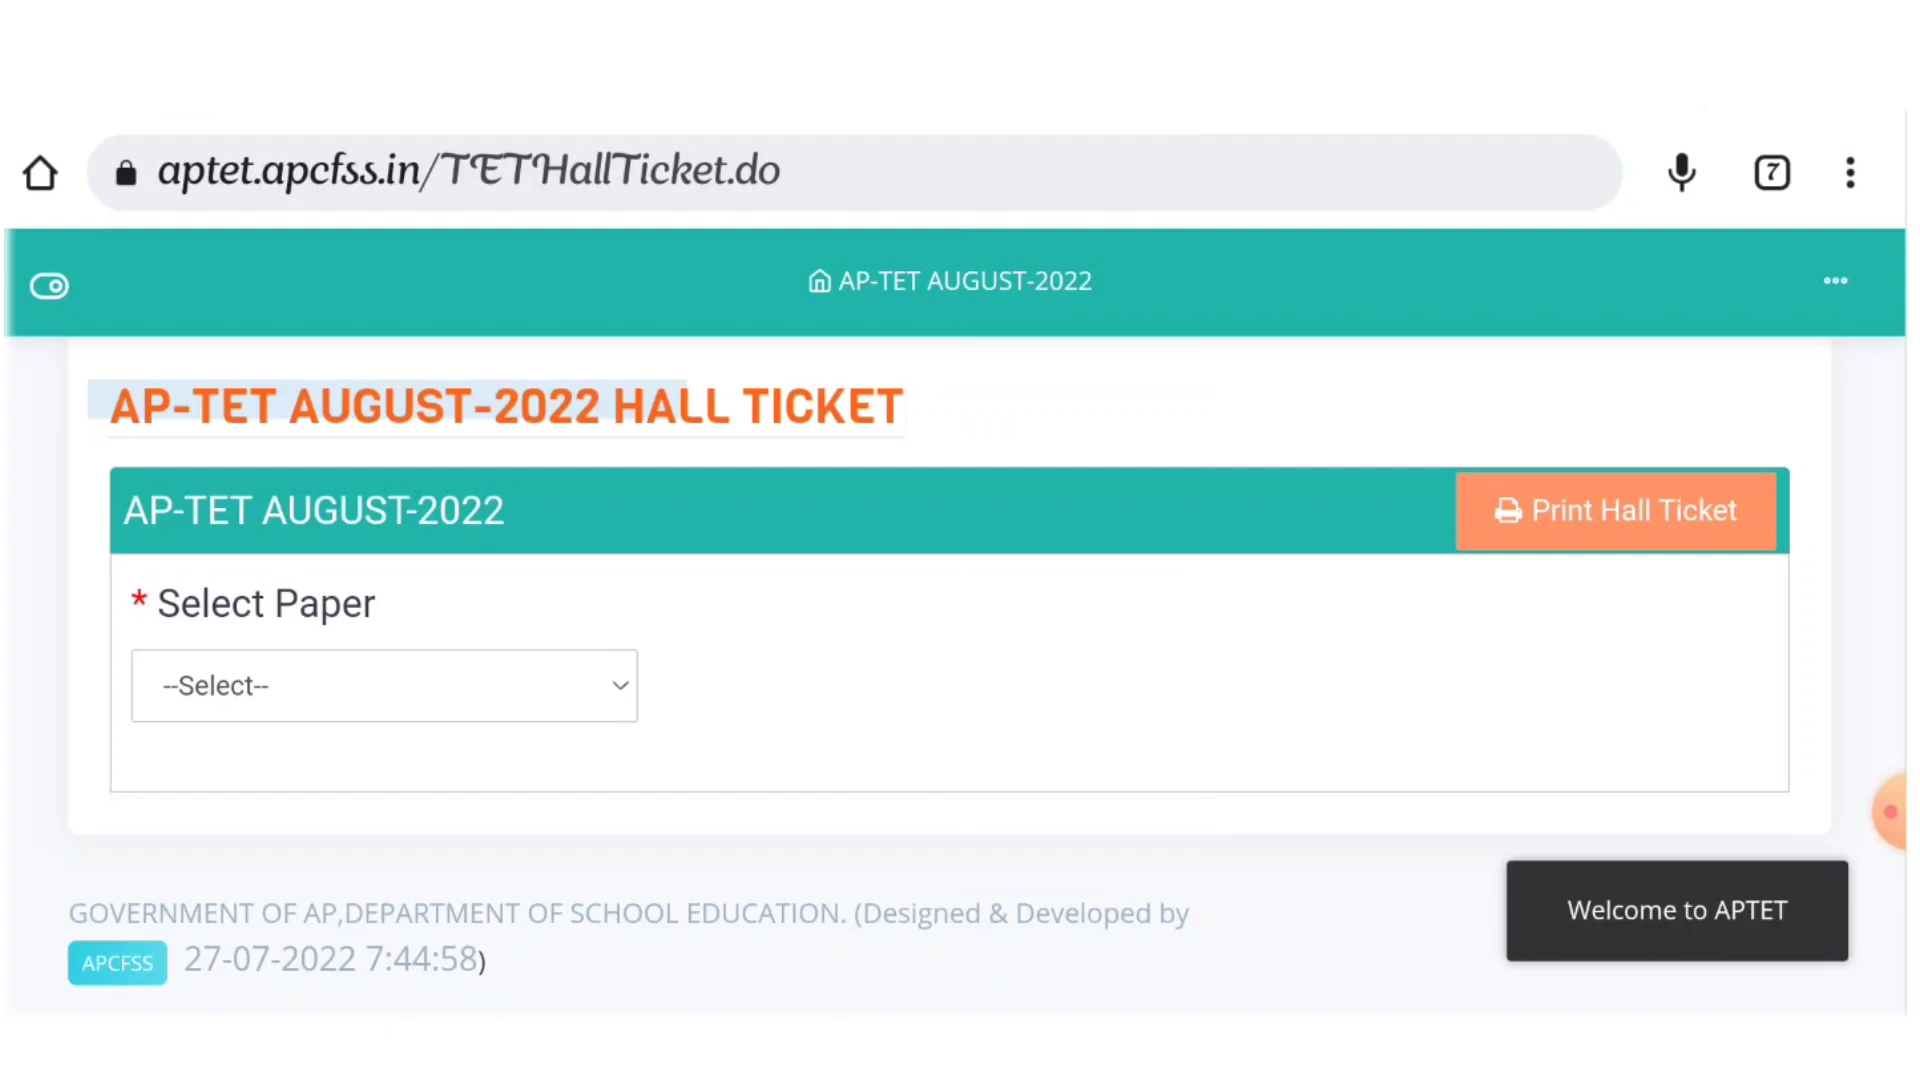 aptet.apcfss.in/TETHallTicket.do
7
AP-TET AUGUST-2022
AP-TET AUGUST-2022 HALL TICKET
AP-TET AUGUST-2022
Print Hall Ticket
* Select Paper
--Select--
GOVERNMENT OF AP,DEPARTMENT OF SCHOOL EDUCATION. (Designed & Developed by
APCFSS 27-07-2022 7:44:58)
Welcome to APTET